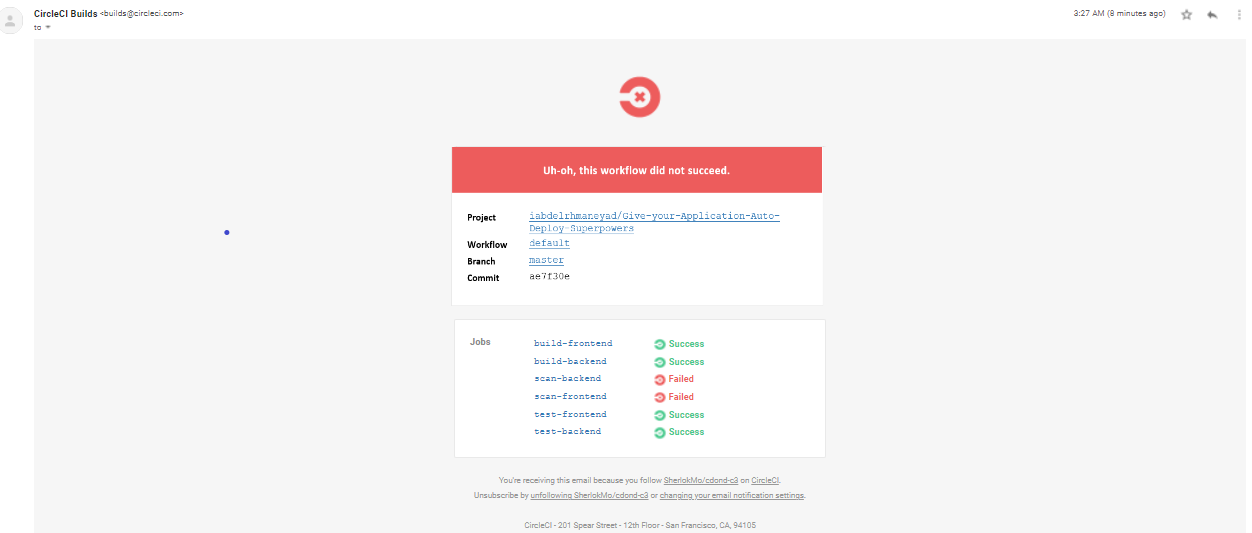 CircleCI Builds <builds@circleci.com>
3:27 AM (8 minutes ago)
to
Uh-oh, this workflow did not succeed.
Project iabdelrhmaneyad/Give-your-Application-Auto-
Deploy-Superpowers
Workflow default
Branch master
Commit ae7f30e
Jobs build-frontend Success
build-backend Success
scan-backend Failed
scan-frontend Failed
test-frontend Success
test-backend Success
You're receiving this email because you follow SherlokMo/cdond-c3 on CircleCI.
Unsubscribe by unfollowing SherlokMo/cdond-c3 or changing your email notification settings.
CircleCI - 201 Spear Street - 12th Floor - San Francisco, CA, 94105